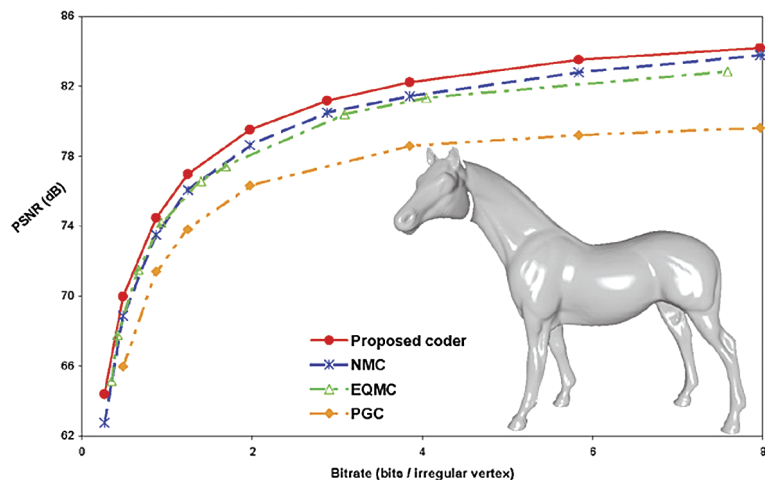 86
82
78
74
70
66
62
PSNR (dB)
Proposed coder
NMC
EQMC
PGC
0
2
4
6
8
Bitrate (bits / irregular vertex)